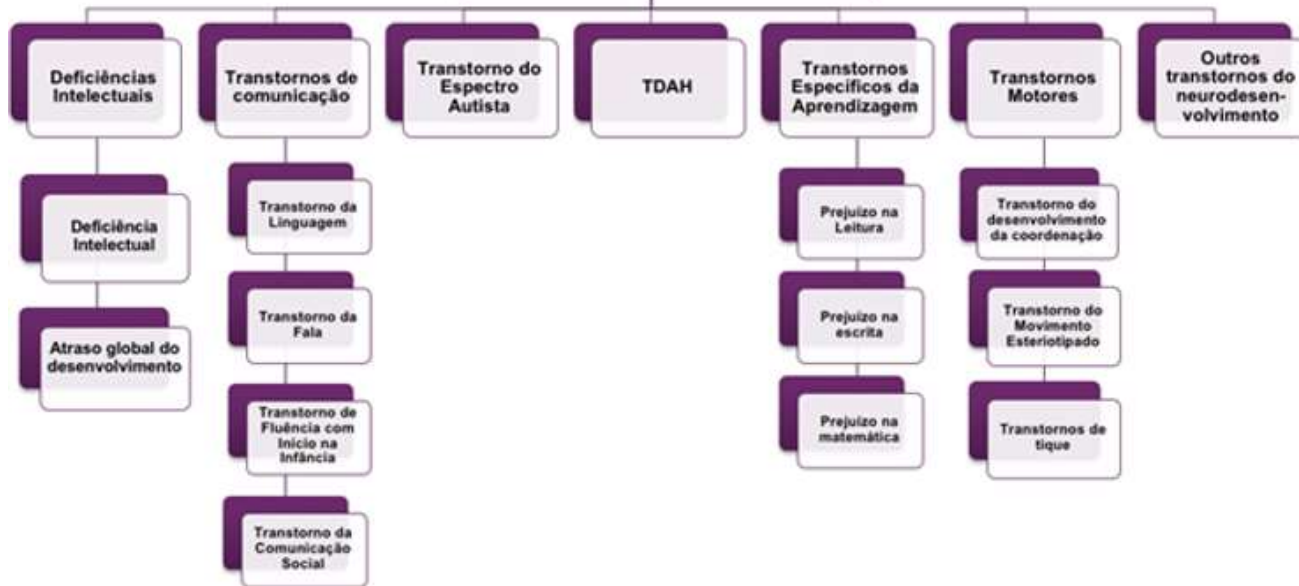 Deficiências
Intelectuais
Deficiência
Intelectual
Atraso global do
desenvolvimento
Transtornos de
comunicação
Transtorno da
Linguagem
Transtorno da
Fala
Transtorno de
Fluência com
Início na
Infância
Transtorno da
Comunicação
Social
Transtorno do
Espectro
Autista
TDAH
Transtornos
Específicos da
Aprendizagem
Prejuízo na
Leitura
Prejuízo na
escrita
Prejuízo na
matemática
Transtornos
Motores
Transtorno do
desenvolvimento
da coordenação
Transtorno do
Movimento
Esteriotipado
Transtornos de
tique
Outros
transtornos do
neurodesen-
volvimento